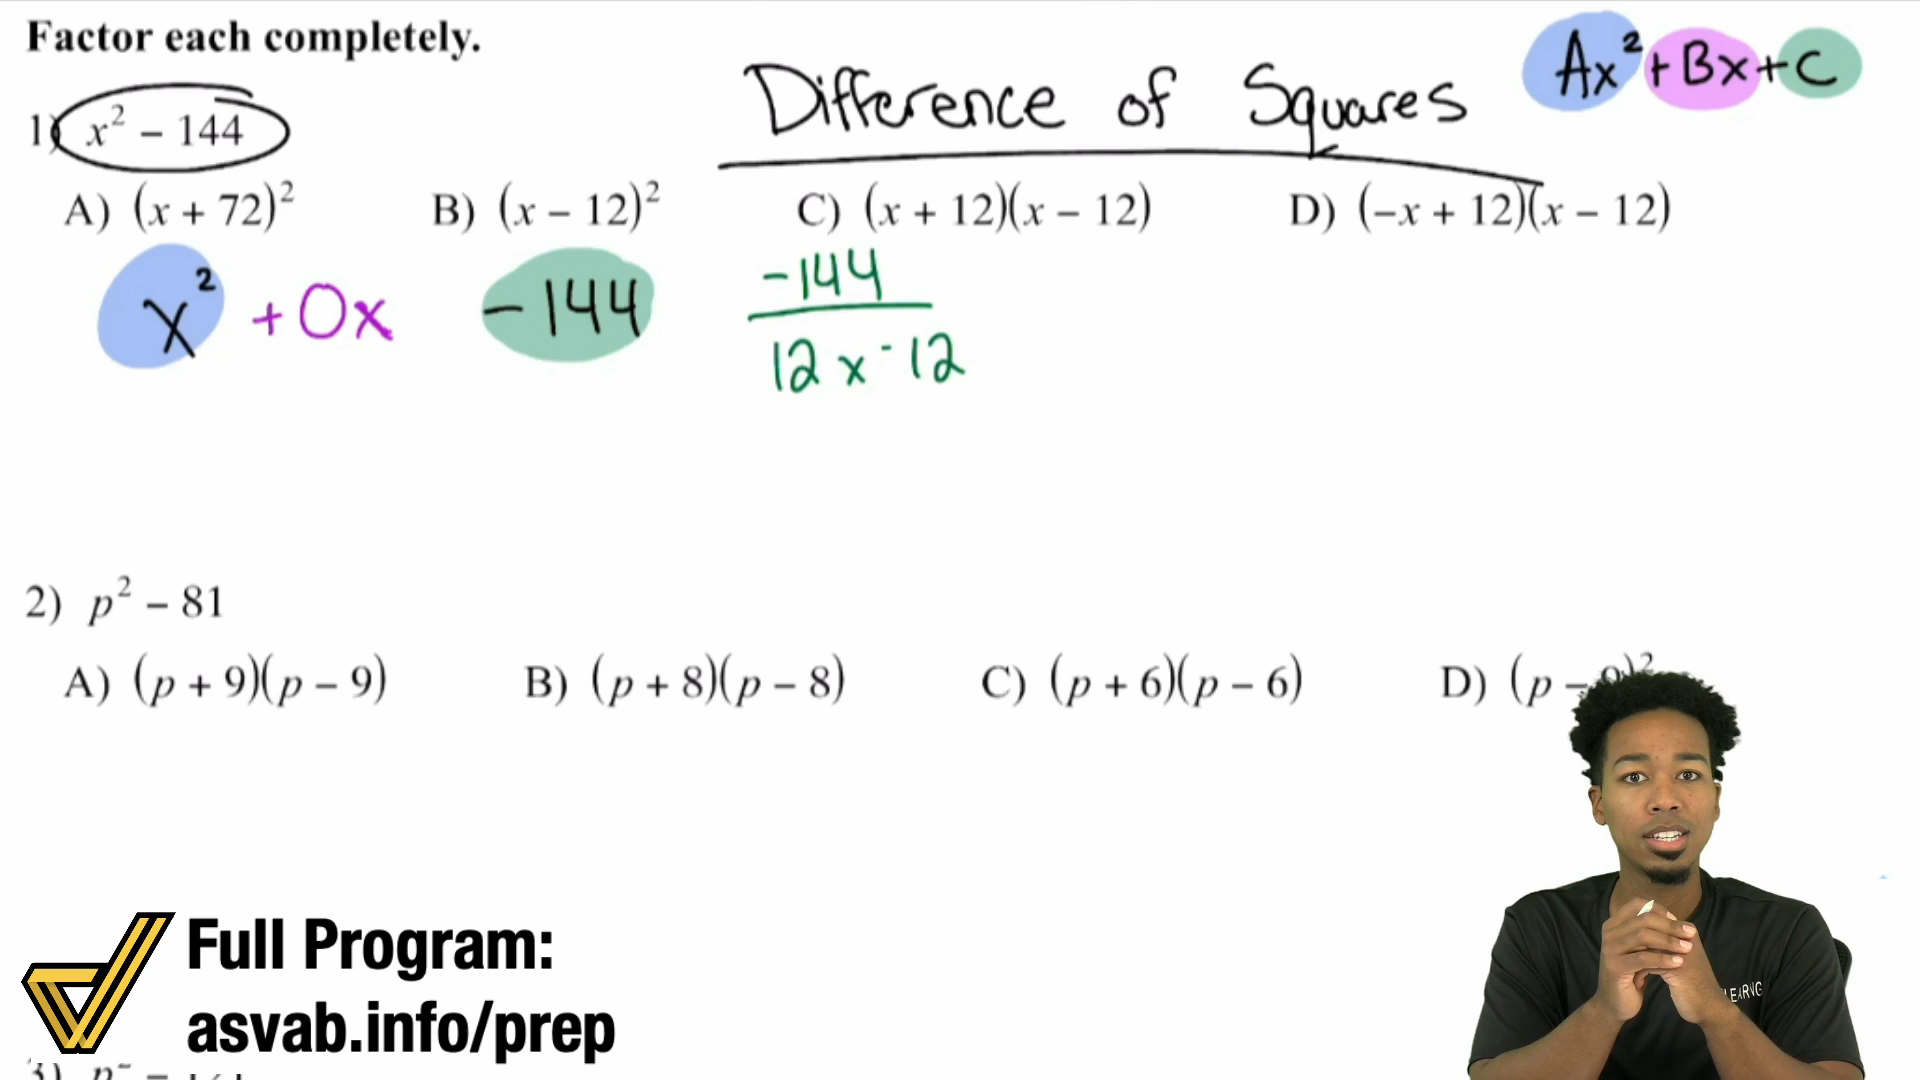 Factor each completely.
Ax² + Bx + C
Difference of Squares
1) x² – 144
A) (x + 72)² B) (x – 12)² C) (x + 12)(x – 12) D) (–x + 12)(x – 12)
x² + 0x – 144
–144
12 x -12
2) p² – 81
A) (p + 9)(p – 9) B) (p + 8)(p – 8) C) (p + 6)(p – 6) D) (p –
Full Program:
asvab.info/prep